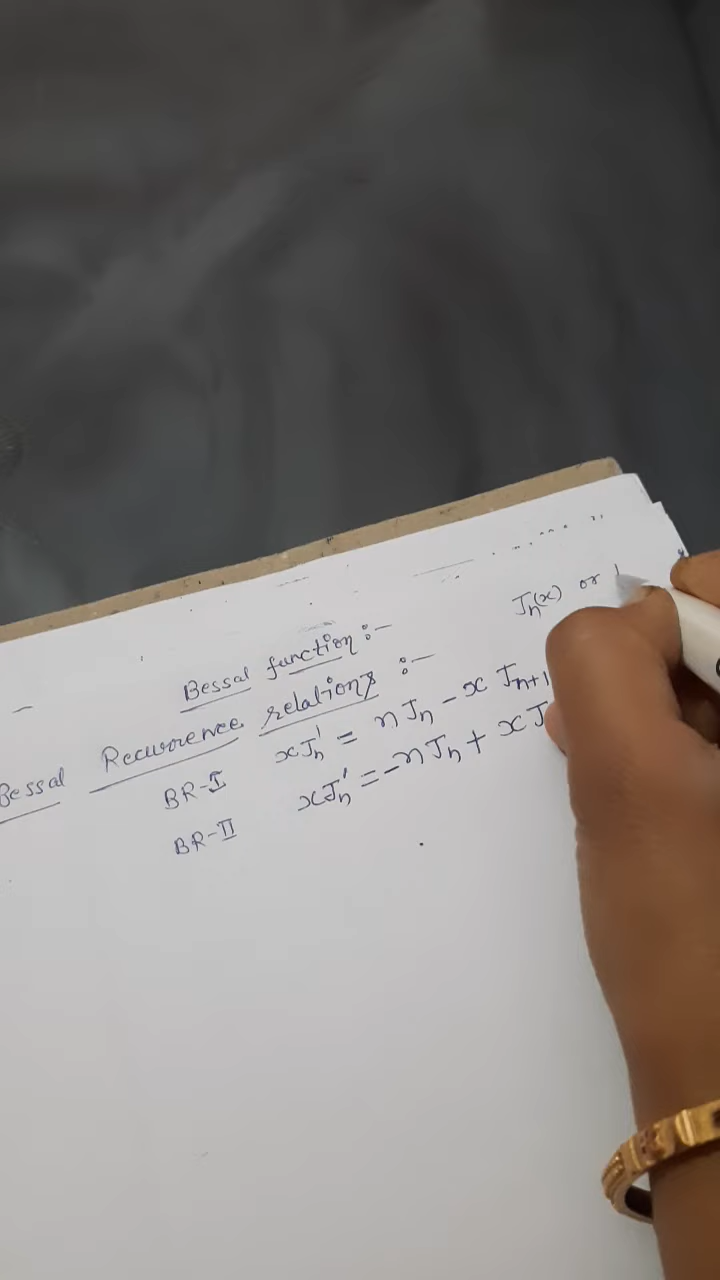 Bessal function :-
Jn(x) or
Bessal Recurrence relations :-
BR-I xJn' = nJn - x Jn+1
BR-II xJn' = -nJn + xJ